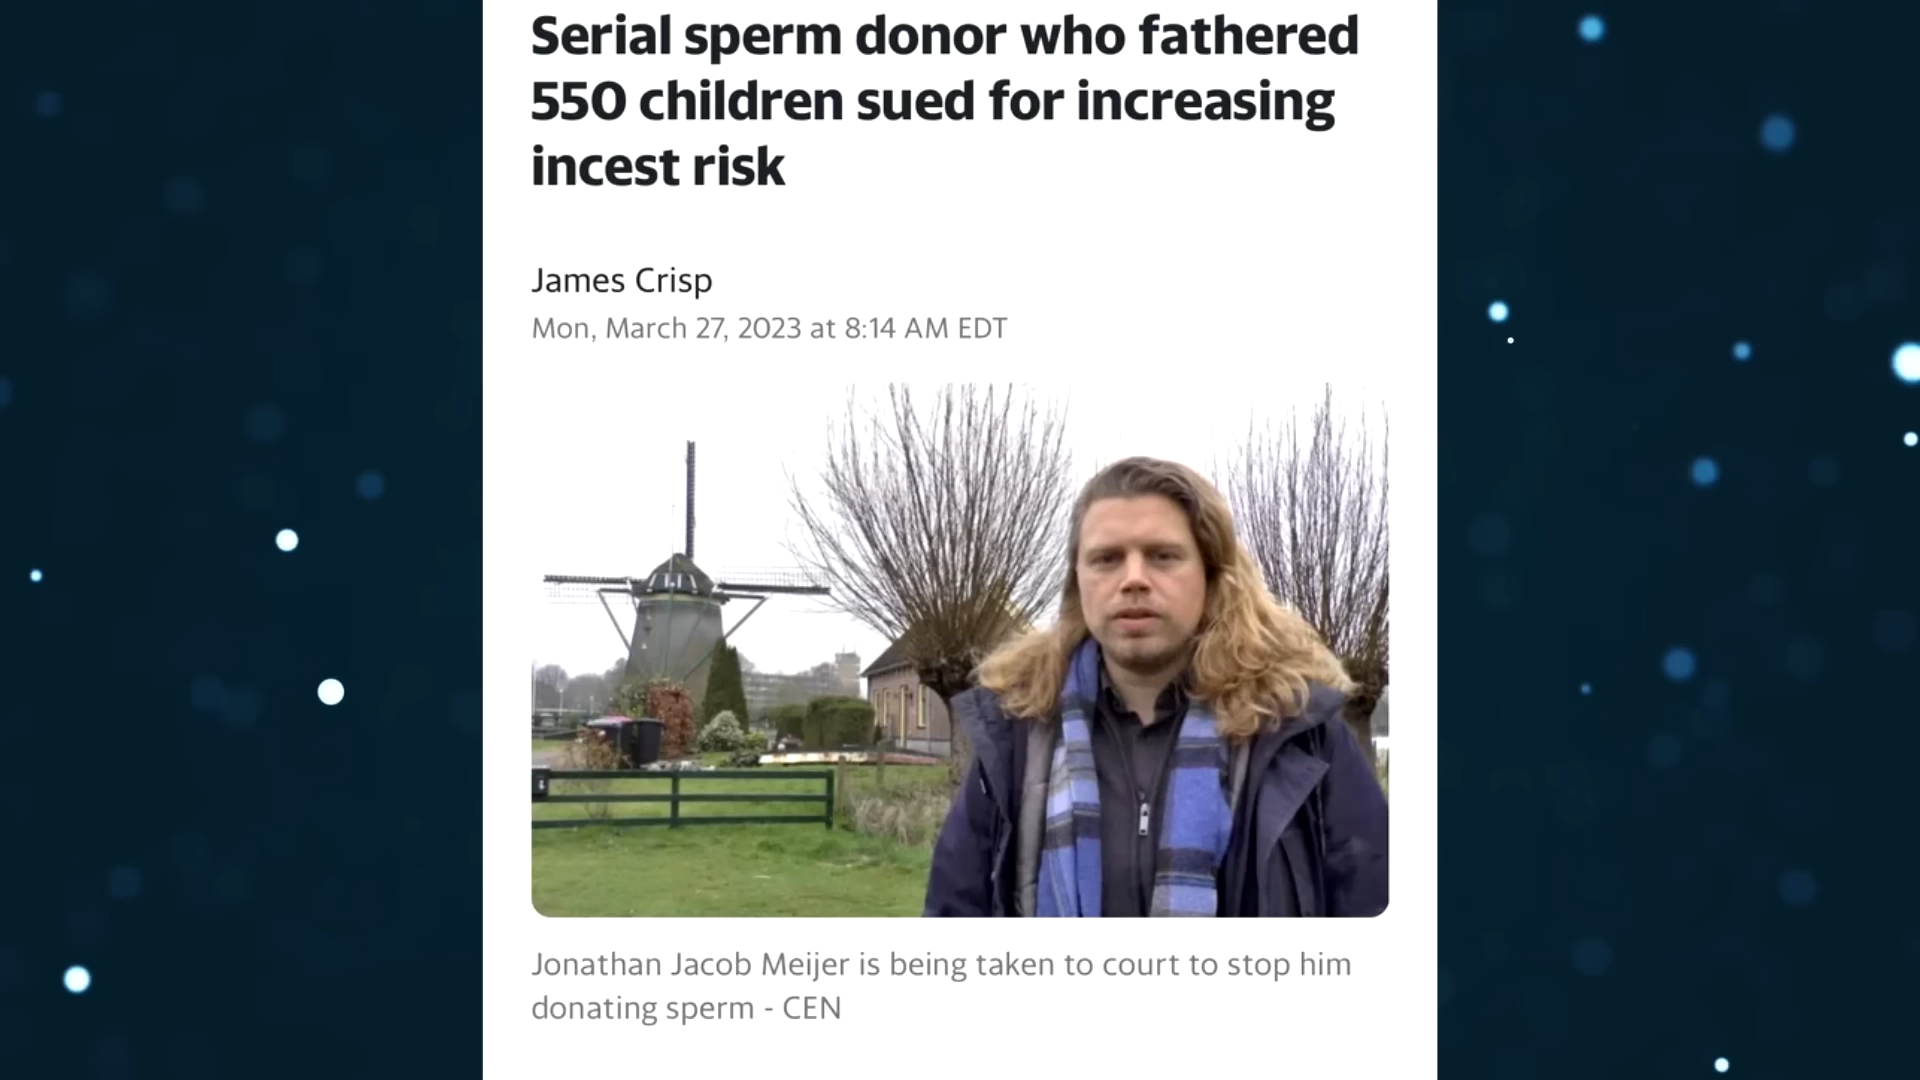 Serial sperm donor who fathered
550 children sued for increasing
incest risk
James Crisp
Mon, March 27, 2023 at 8:14 AM EDT
Jonathan Jacob Meijer is being taken to court to stop him
donating sperm - CEN